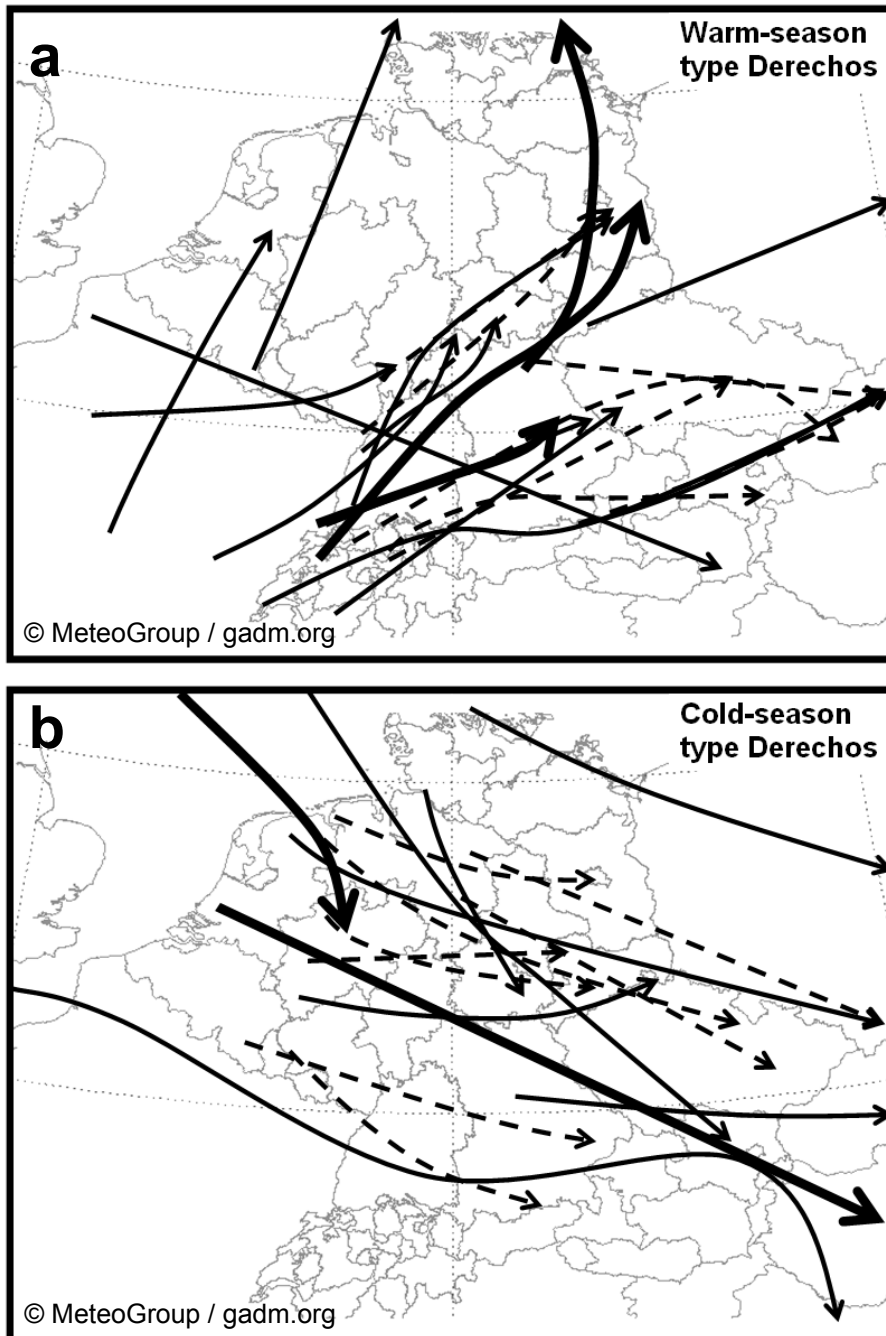 a
Warm-season
type Derechos
© MeteoGroup / gadm.org
b
Cold-season
type Derechos
© MeteoGroup / gadm.org